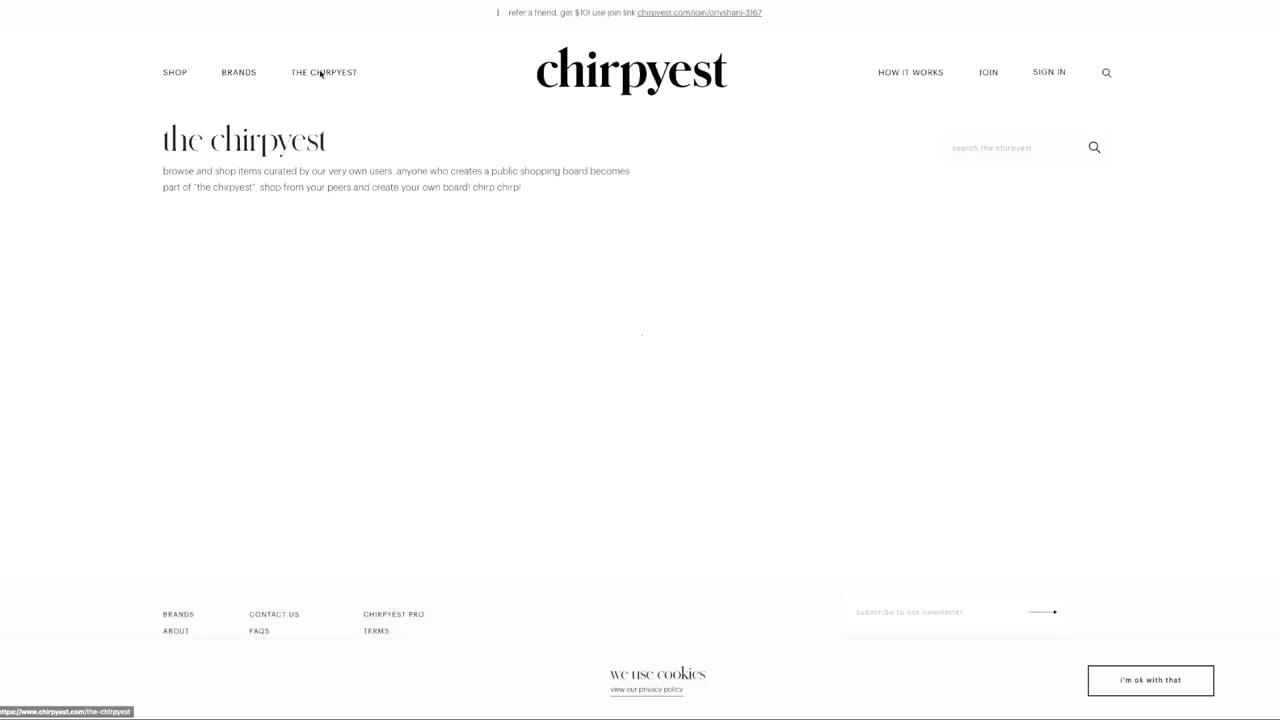 refer a friend, get $10! use join link chirpyest.com/join/orlyshani-3167
SHOP BRANDS THE CHIRPYEST chirpyest HOW IT WORKS JOIN SIGN IN
the chirpyest
search the chirpyest
browse and shop items curated by our very own users. anyone who creates a public shopping board becomes
part of "the chirpyest". shop from your peers and create your own board! chirp chirp!
BRANDS CONTACT US CHIRPYEST PRO subscribe to our newsletter
ABOUT FAQS TERMS
we use cookies
view our privacy policy
i'm ok with that
https://www.chirpyest.com/the-chirpyest